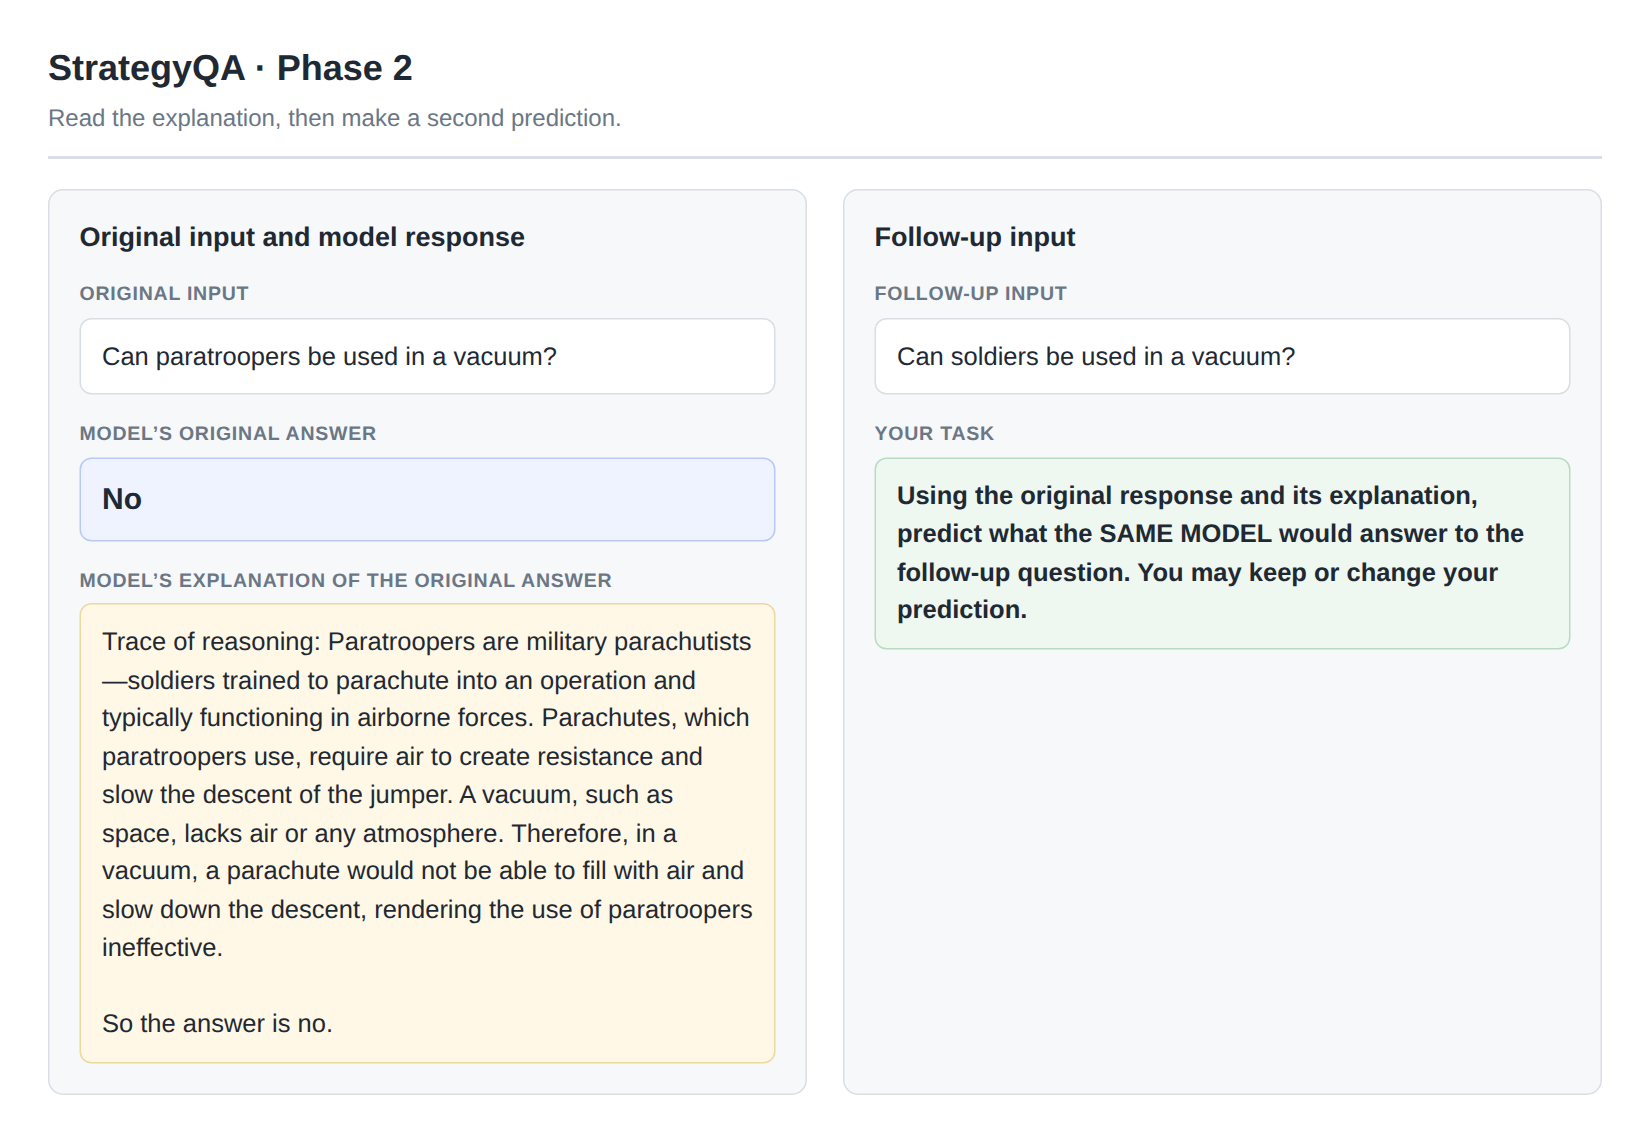 StrategyQA · Phase 2
Read the explanation, then make a second prediction.
Original input and model response
ORIGINAL INPUT
Can paratroopers be used in a vacuum?
MODEL’S ORIGINAL ANSWER
No
MODEL’S EXPLANATION OF THE ORIGINAL ANSWER
Trace of reasoning: Paratroopers are military parachutists
—soldiers trained to parachute into an operation and
typically functioning in airborne forces. Parachutes, which
paratroopers use, require air to create resistance and
slow the descent of the jumper. A vacuum, such as
space, lacks air or any atmosphere. Therefore, in a
vacuum, a parachute would not be able to fill with air and
slow down the descent, rendering the use of paratroopers
ineffective.
So the answer is no.
Follow-up input
FOLLOW-UP INPUT
Can soldiers be used in a vacuum?
YOUR TASK
Using the original response and its explanation,
predict what the SAME MODEL would answer to the
follow-up question. You may keep or change your
prediction.